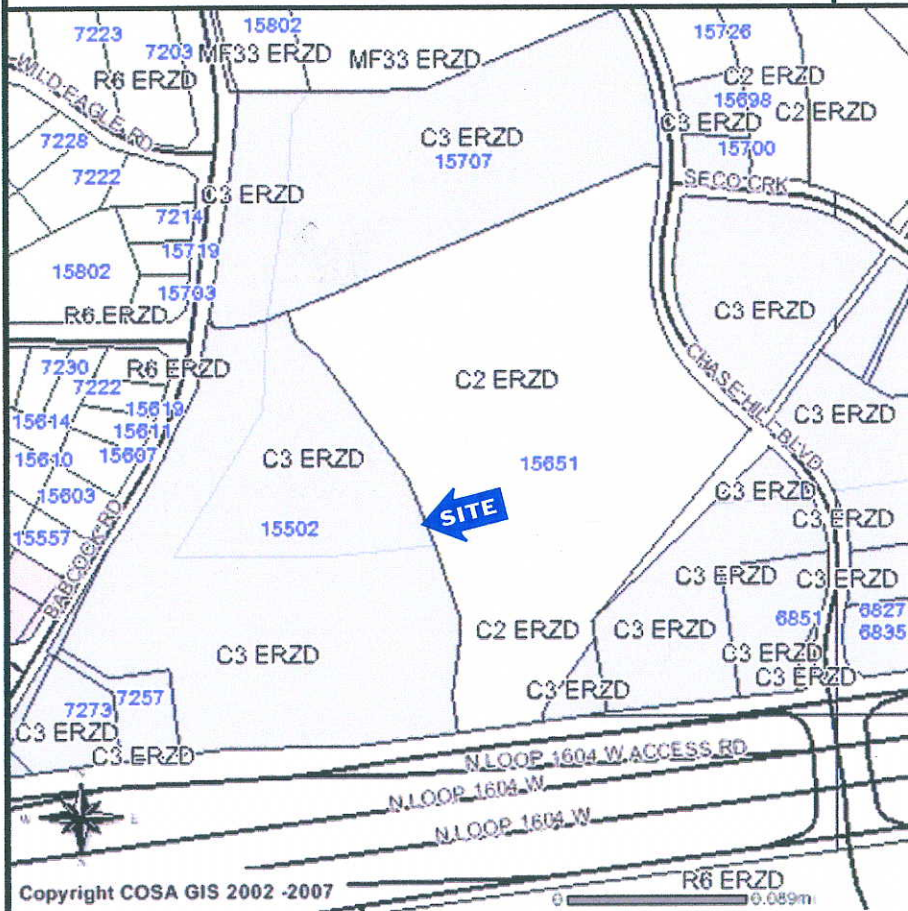 7223
15802
15726
7203
MF33 ERZD
MF33 ERZD
R6 ERZD
WILD EAGLE RD
C2 ERZD
15698
C2 ERZD
7228
C3 ERZD
15707
C3 ERZD
15700
7222
SECO CRK
C3 ERZD
7214
15719
15802
15703
R6 ERZD
C3 ERZD
7230
R6 ERZD
7222
C2 ERZD
CHASE HILL BLVD
15619
15614
15611
C3 ERZD
15607
15610
C3 ERZD
15651
15603
C3 ERZD
SITE
15502
C3 ERZD
15557
BABCOCK RD
C3 ERZD
C3 ERZD
6851
6827
C2 ERZD
C3 ERZD
6835
C3 ERZD
C3 ERZD
C3 ERZD
C3 ERZD
7257
7273
C3 ERZD
C3 ERZD
N LOOP 1604 W ACCESS RD
N LOOP 1604 W
W
E
N LOOP 1604 W
R6 ERZD
Copyright COSA GIS 2002 -2007
0
0.089mi